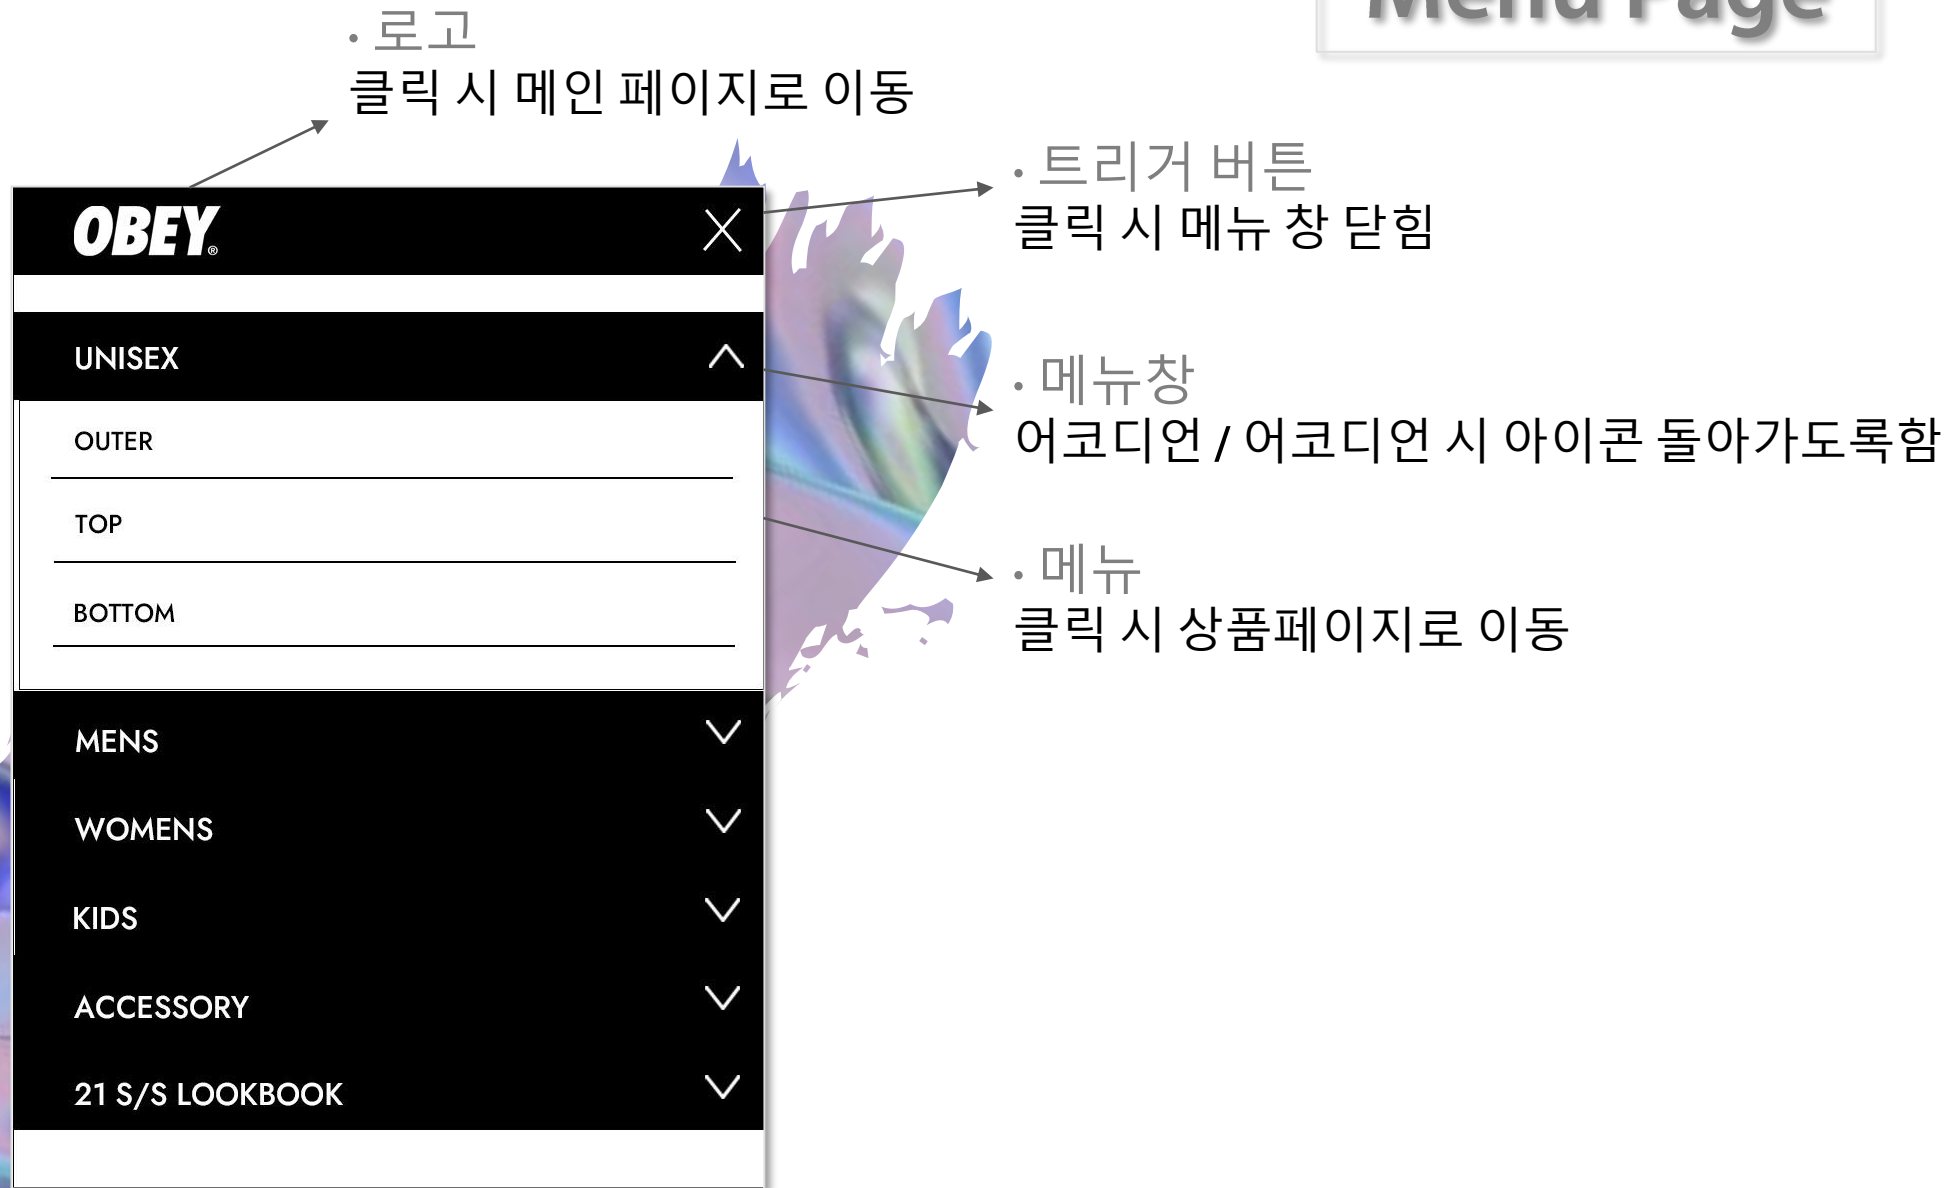 Menu Page
• 로고
클릭 시 메인 페이지로 이동
• 트리거 버튼
클릭 시 메뉴 창 닫힘
• 메뉴창
어코디언 / 어코디언 시 아이콘 돌아가도록함
• 메뉴
클릭 시 상품페이지로 이동
OBEY®
UNISEX
OUTER
TOP
BOTTOM
MENS
WOMENS
KIDS
ACCESSORY
21 S/S LOOKBOOK